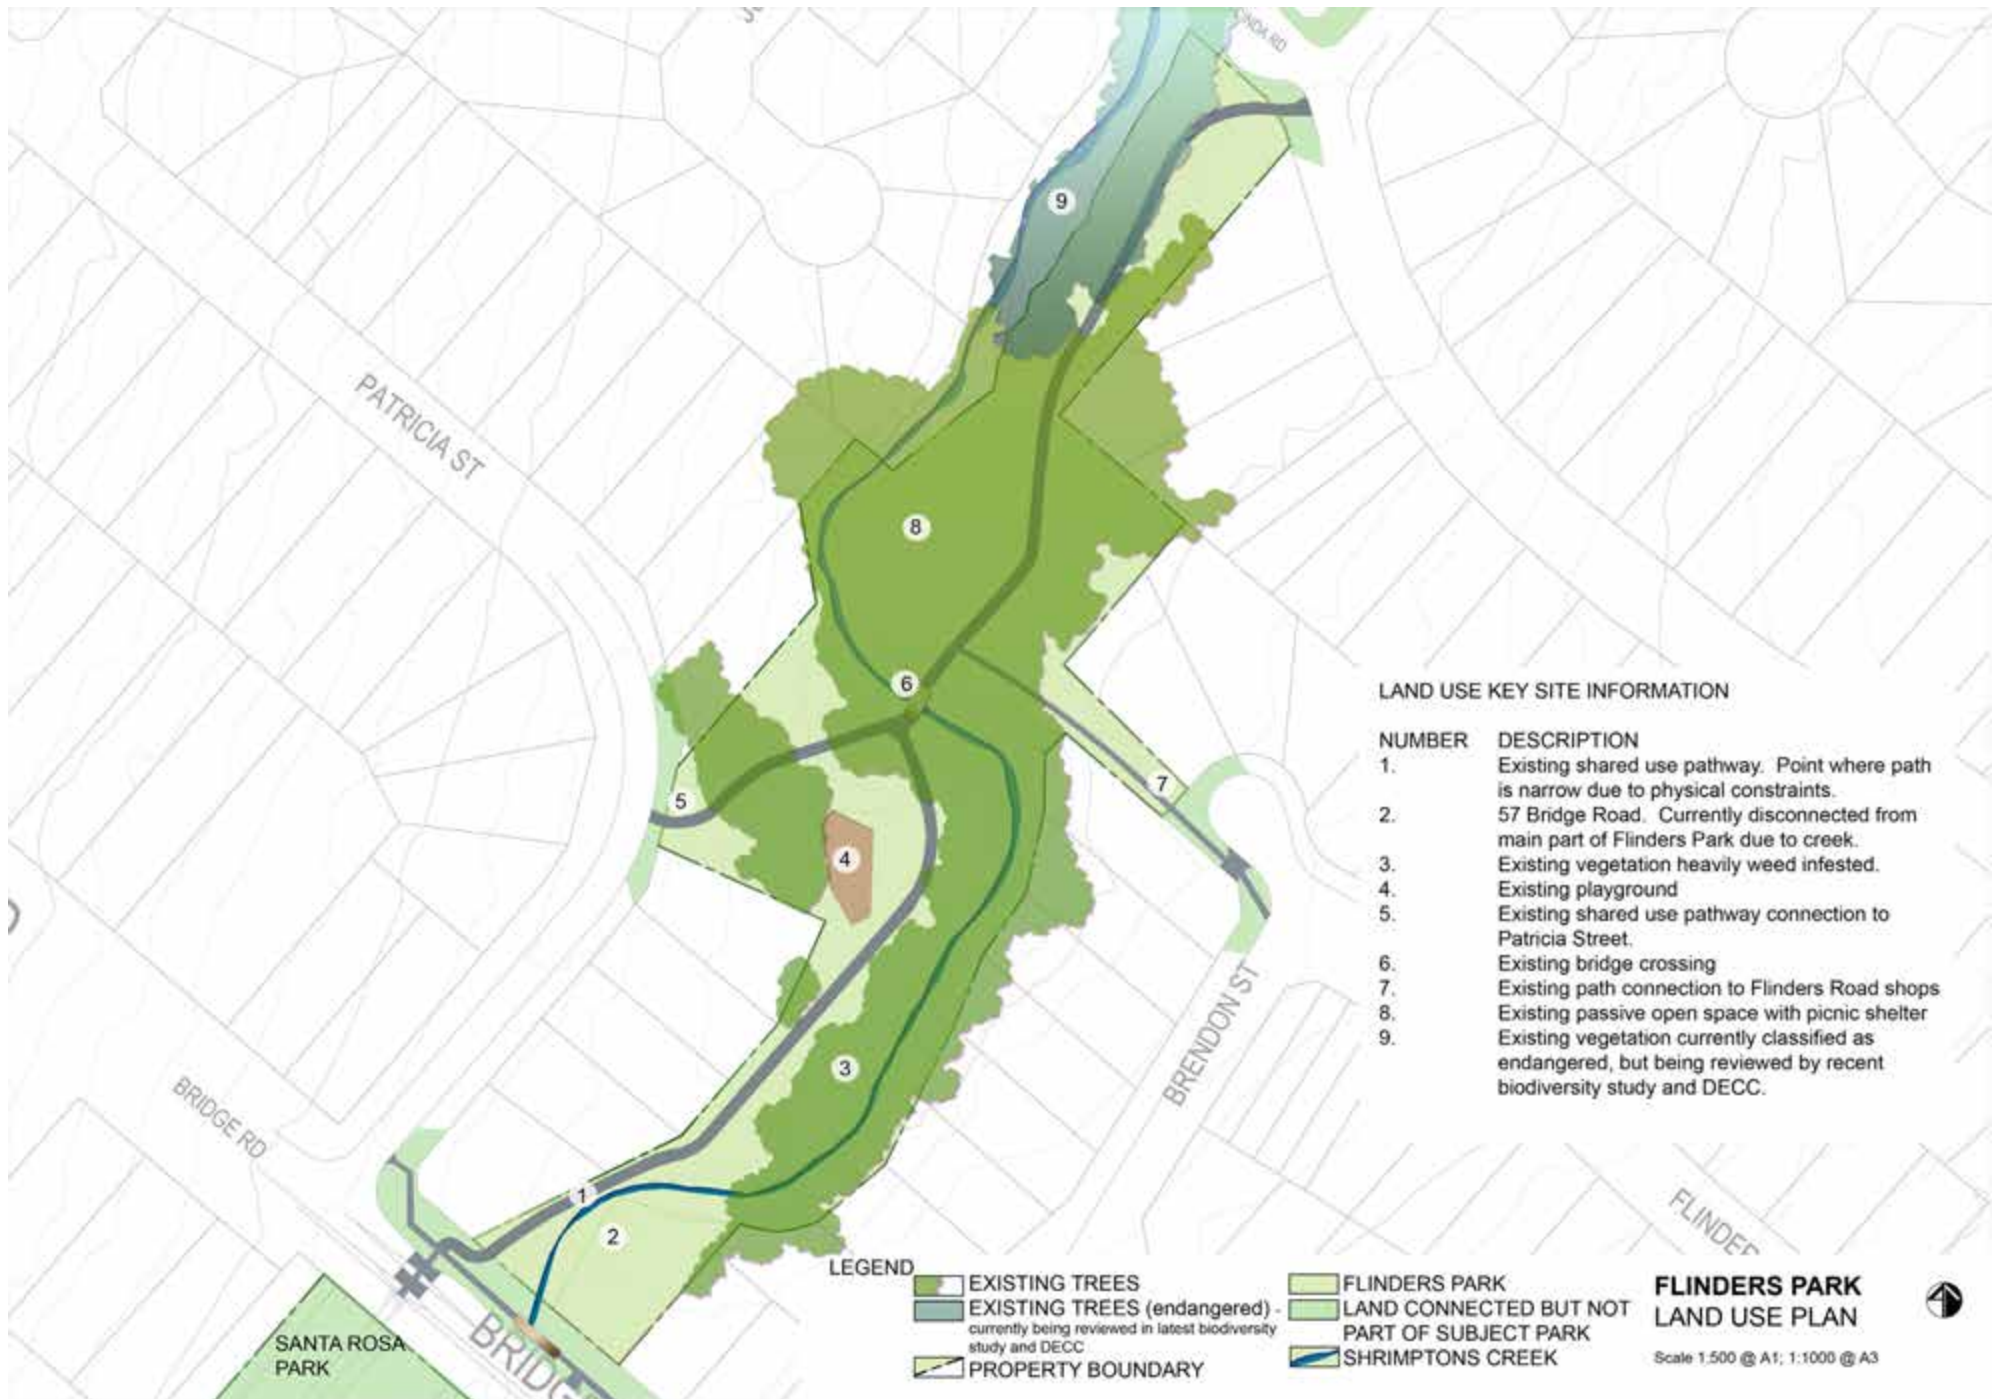 PATRICIA ST
BRIDGE RD
BRENDON ST
SANTA ROSA
PARK
9
8
6
7
5
4
3
1
2
LAND USE KEY SITE INFORMATION
NUMBER DESCRIPTION
1. Existing shared use pathway. Point where path
is narrow due to physical constraints.
2. 57 Bridge Road. Currently disconnected from
main part of Flinders Park due to creek.
3. Existing vegetation heavily weed infested.
4. Existing playground
5. Existing shared use pathway connection to
Patricia Street.
6. Existing bridge crossing
7. Existing path connection to Flinders Road shops
8. Existing passive open space with picnic shelter
9. Existing vegetation currently classified as
endangered, but being reviewed by recent
biodiversity study and DECC.
LEGEND
EXISTING TREES
EXISTING TREES (endangered) -
currently being reviewed in latest biodiversity
study and DECC
PROPERTY BOUNDARY
FLINDERS PARK
LAND CONNECTED BUT NOT
PART OF SUBJECT PARK
SHRIMPTONS CREEK
FLINDERS PARK
LAND USE PLAN
Scale 1:500 @ A1; 1:1000 @ A3